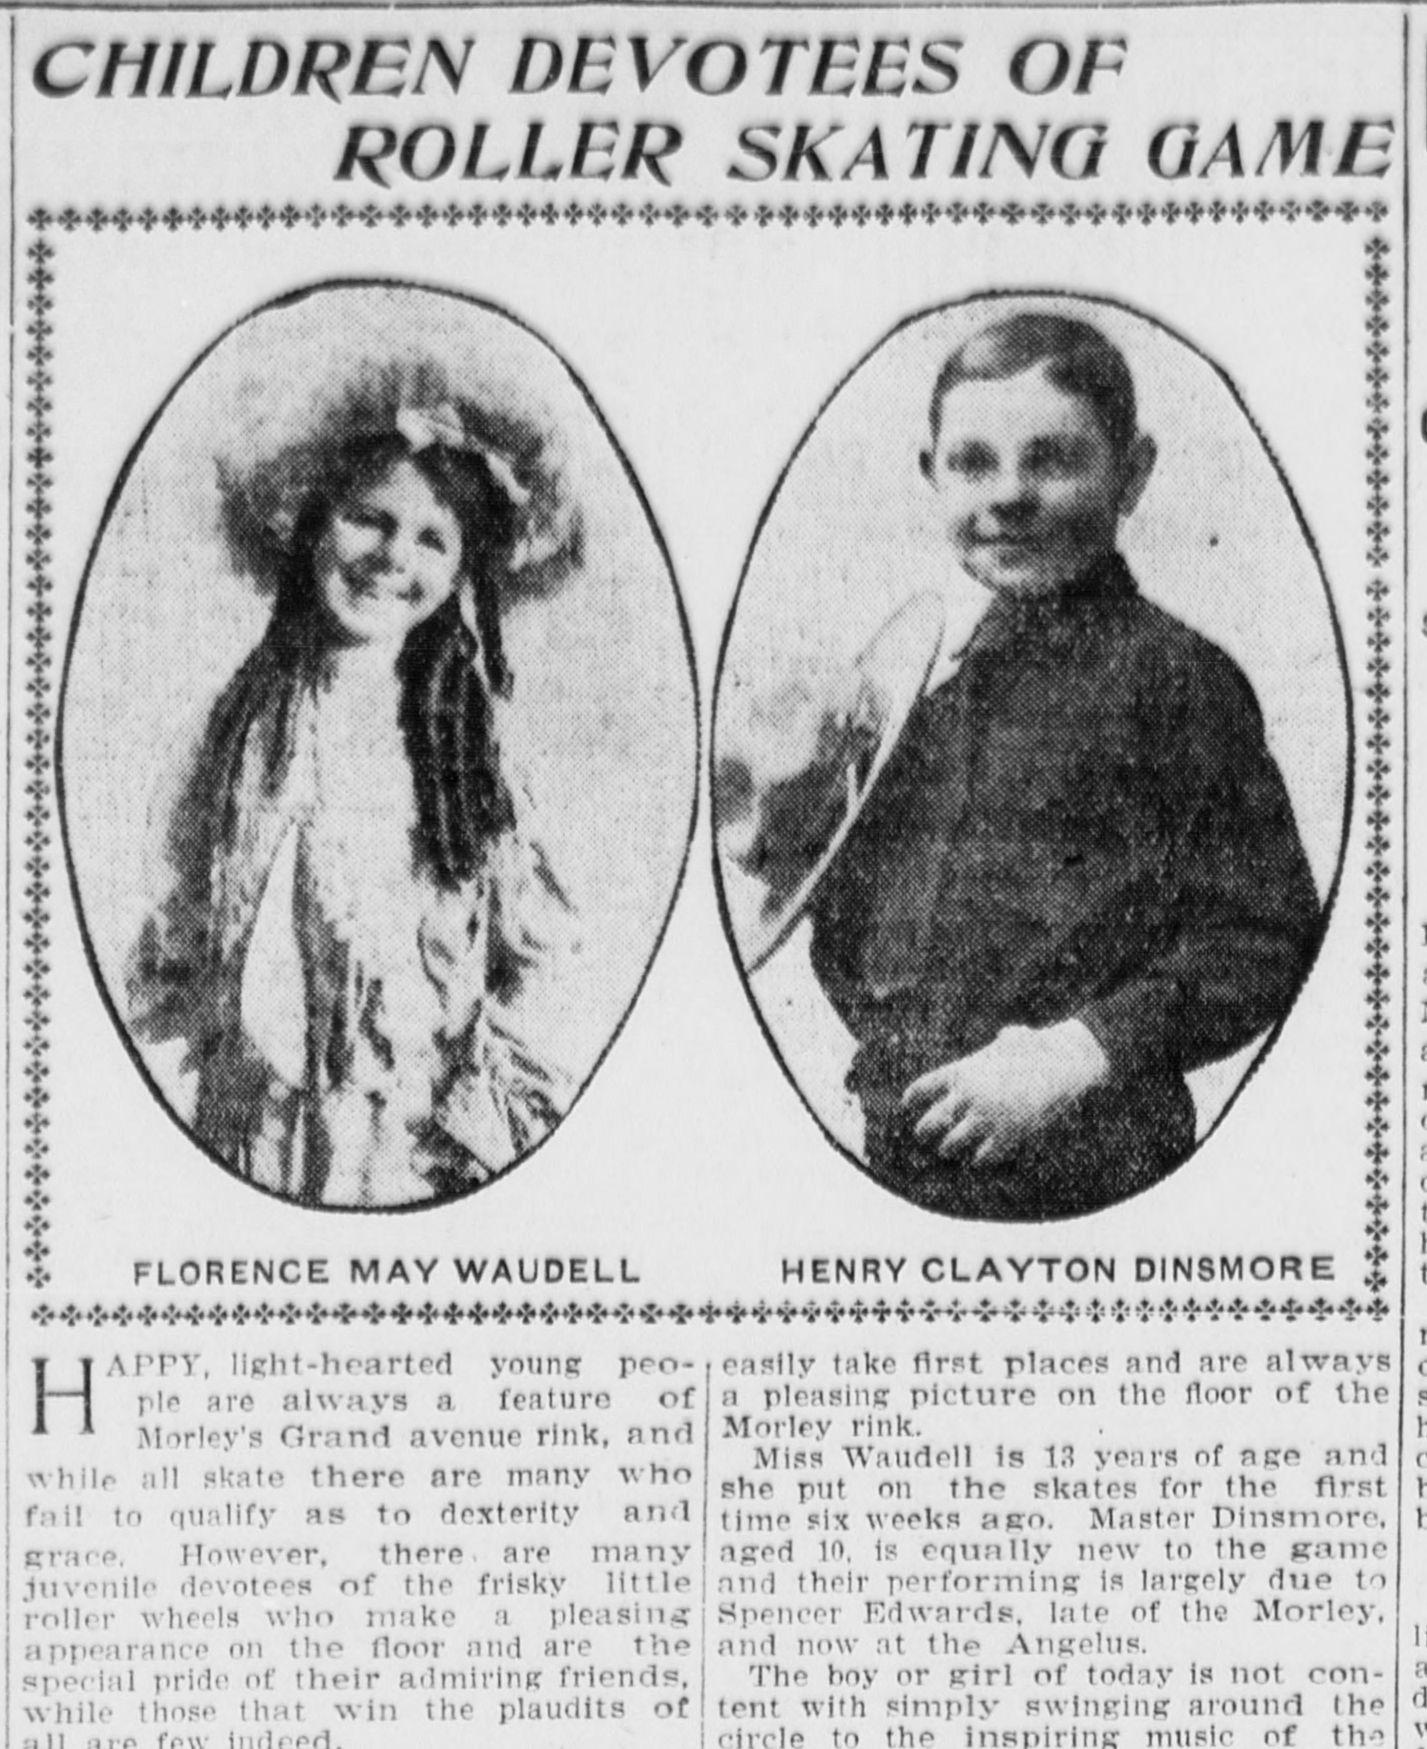 CHILDREN DEVOTEES OF
ROLLER SKATING GAME
FLORENCE MAY WAUDELL
HENRY CLAYTON DINSMORE
HAPPY, light-hearted young peo-
ple are always a feature of
Morley's Grand avenue rink, and
while all skate there are many who
fail to qualify as to dexterity and
grace. However, there are many
juvenile devotees of the frisky little
roller wheels who make a pleasing
appearance on the floor and are the
special pride of their admiring friends,
while those that win the plaudits of
all are few indeed.
easily take first places and are always
a pleasing picture on the floor of the
Morley rink.
Miss Waudell is 13 years of age and
she put on the skates for the first
time six weeks ago. Master Dinsmore,
aged 10, is equally new to the game
and their performing is largely due to
Spencer Edwards, late of the Morley,
and now at the Angelus.
The boy or girl of today is not con-
tent with simply swinging around the
circle to the inspiring music of the